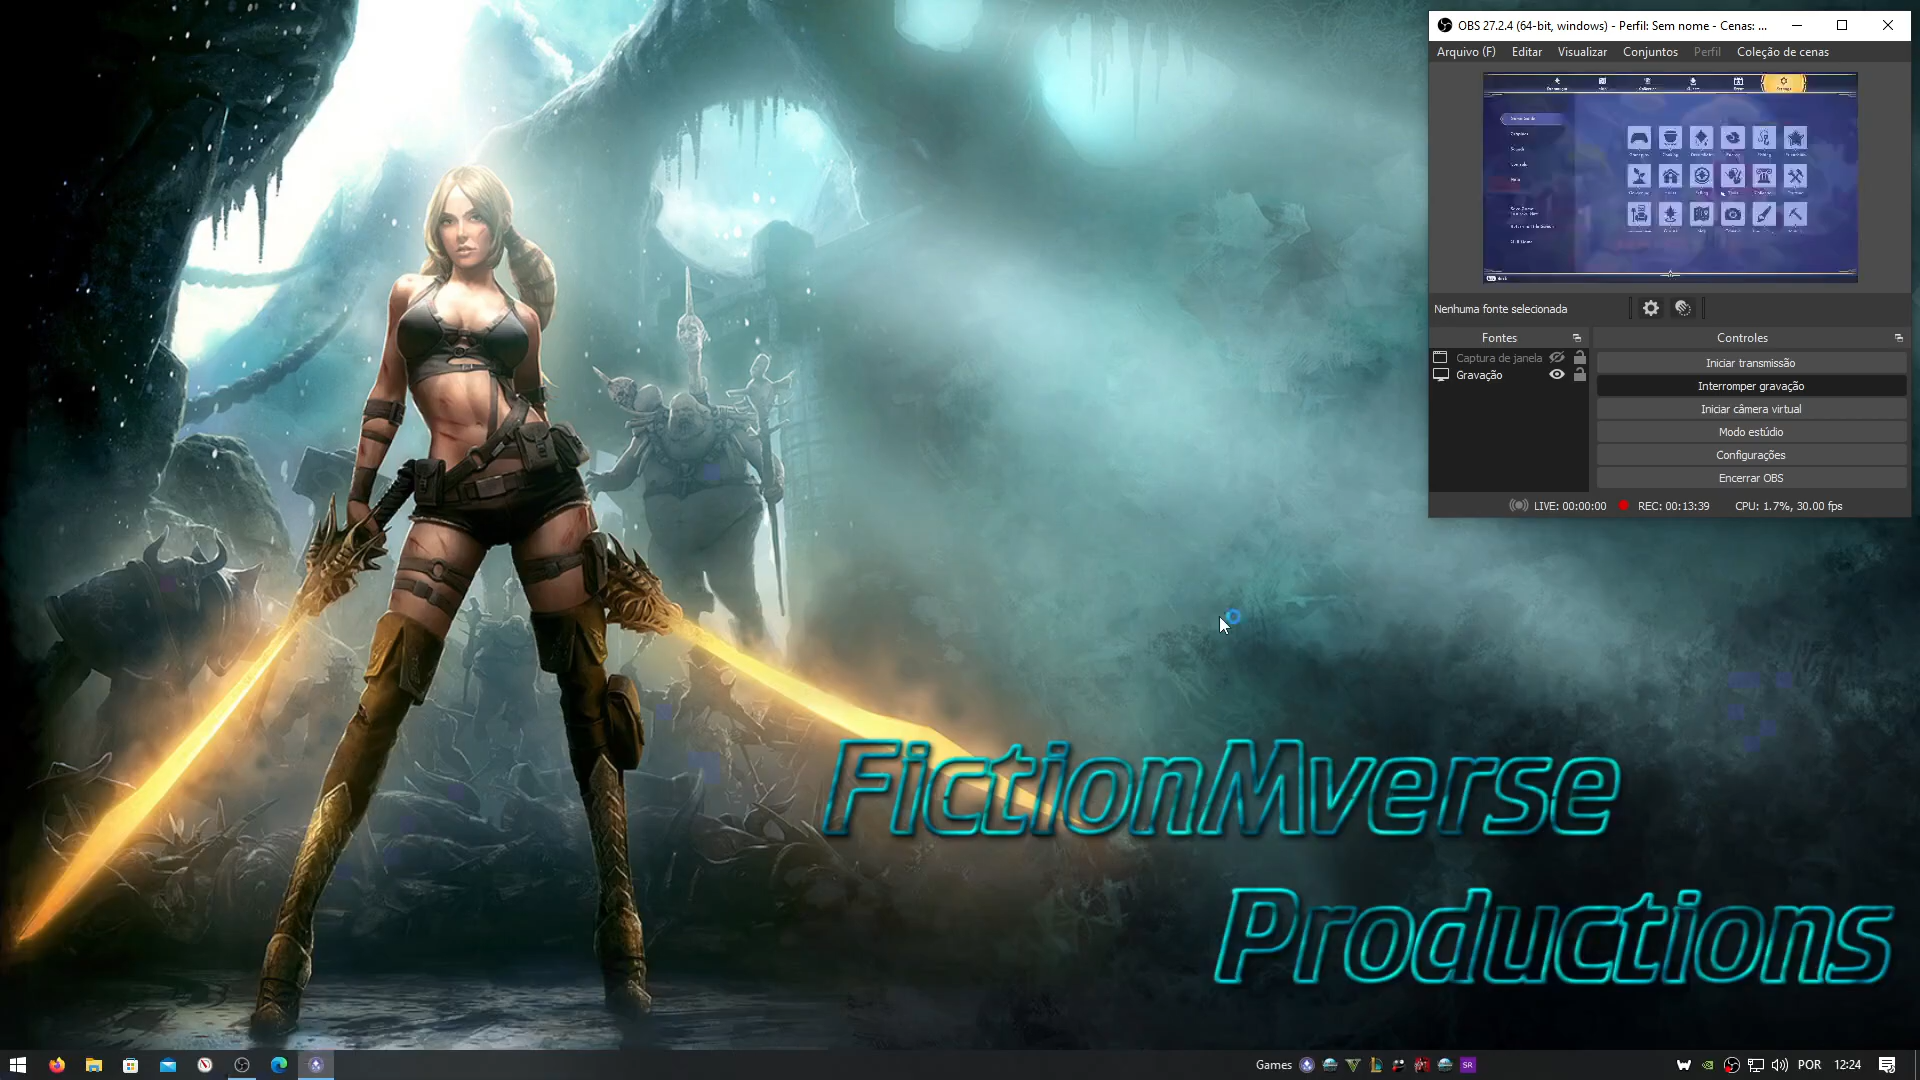 OBS 27.2.4 (64-bit, windows) - Perfil: Sem nome - Cenas: ...
Arquivo (F) Editar Visualizar Conjuntos Perfil Coleção de cenas
Nenhuma fonte selecionada
Fontes
Controles
Captura de janela
Gravação
Iniciar transmissão
Interromper gravação
Iniciar câmera virtual
Modo estúdio
Configurações
Encerrar OBS
LIVE: 00:00:00 REC: 00:13:39 CPU: 1.7%, 30.00 fps
FictionMverse
Productions
Games
SR
POR 12:24